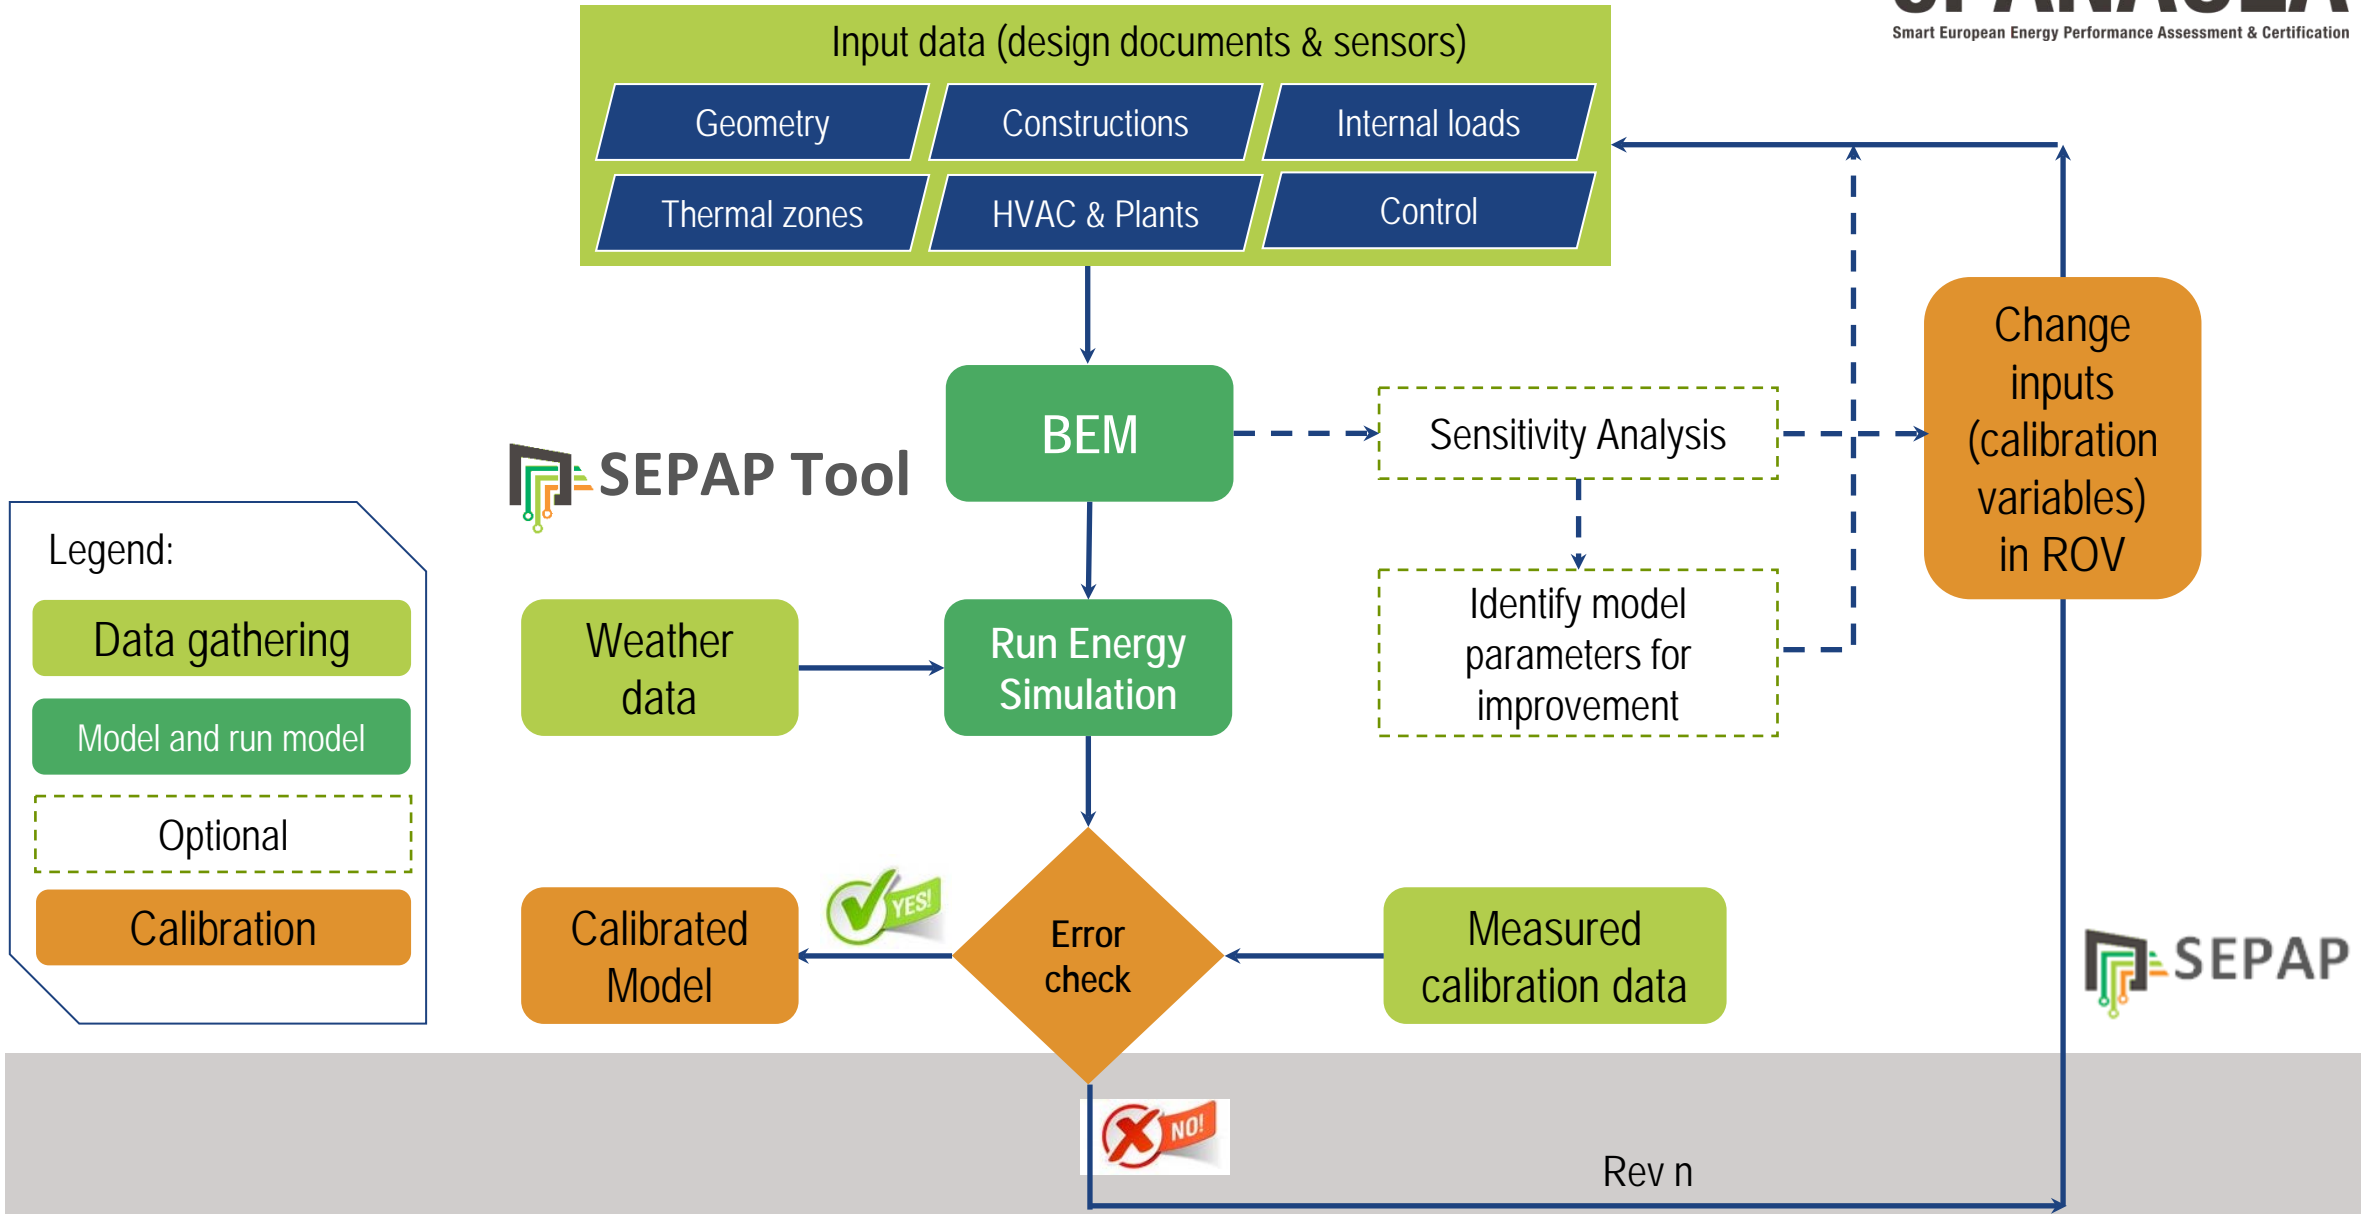 Smart European Energy Performance Assessment & Certification
Input data (design documents & sensors)
Geometry
Constructions
Internal loads
Thermal zones
HVAC & Plants
Control
Change
inputs
(calibration
variables)
in ROV
BEM
Sensitivity Analysis
SEPAP Tool
Legend:
Data gathering
Model and run model
Optional
Calibration
Weather
data
Run Energy
Simulation
Identify model
parameters for
improvement
Calibrated
Model
YES!
Error
check
Measured
calibration data
SEPAP
NO!
Rev n